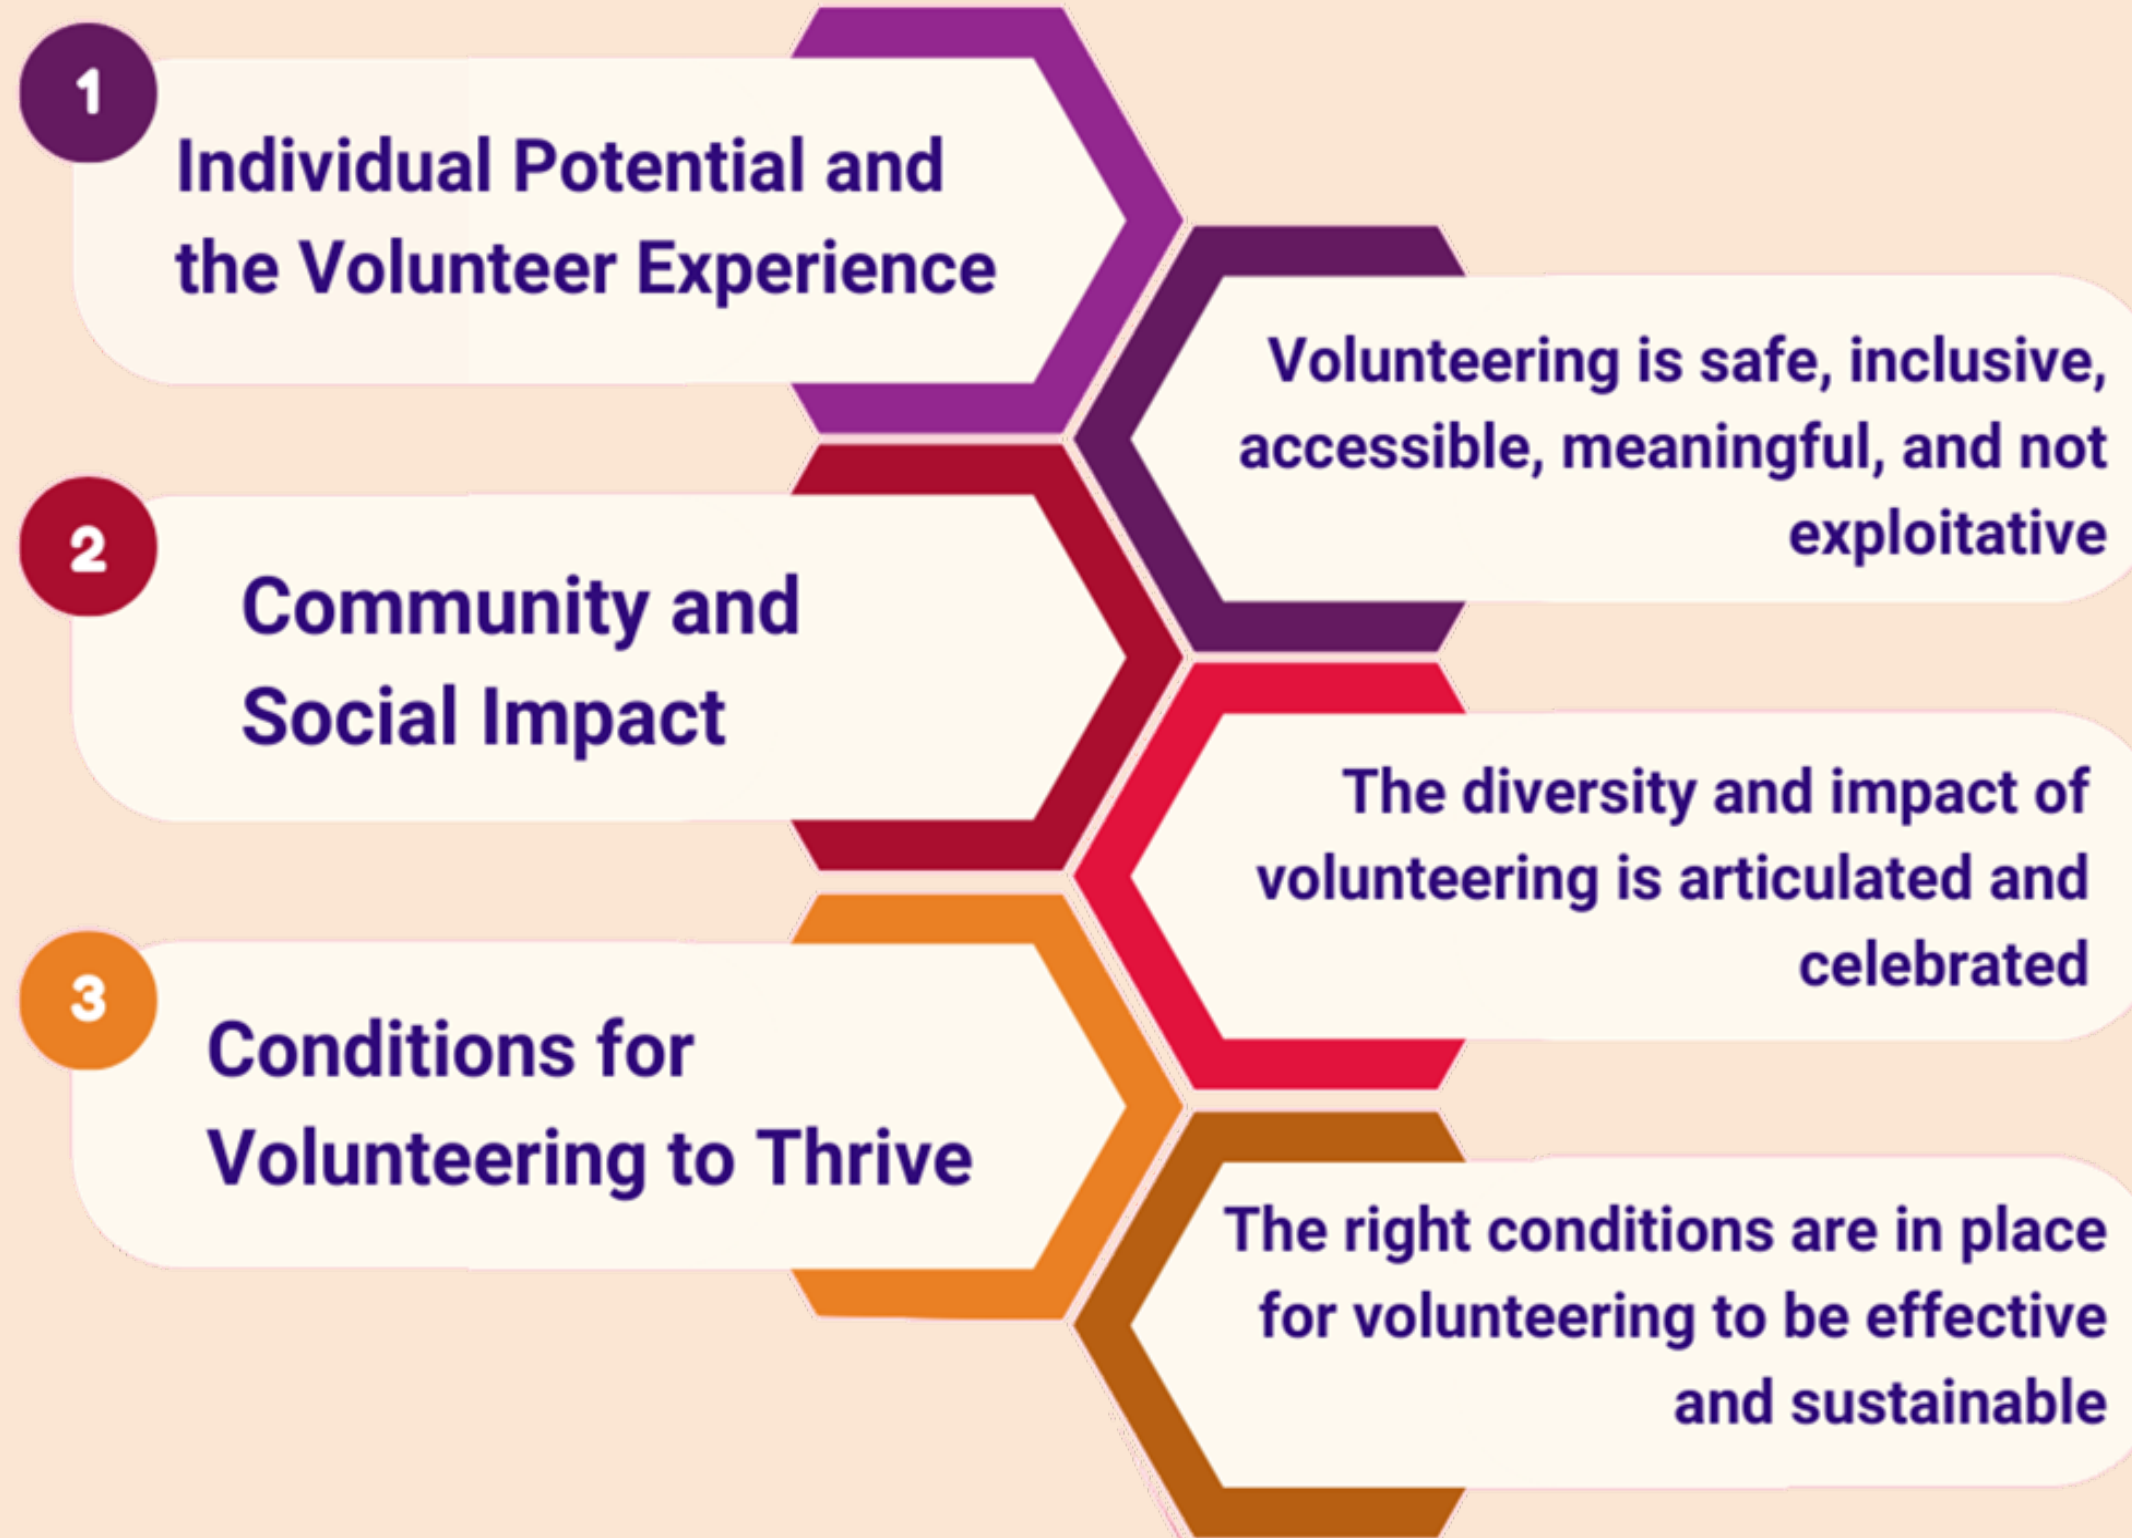 1
Individual Potential and
the Volunteer Experience
Volunteering is safe, inclusive,
accessible, meaningful, and not
exploitative
2
Community and
Social Impact
The diversity and impact of
volunteering is articulated and
celebrated
3
Conditions for
Volunteering to Thrive
The right conditions are in place
for volunteering to be effective
and sustainable